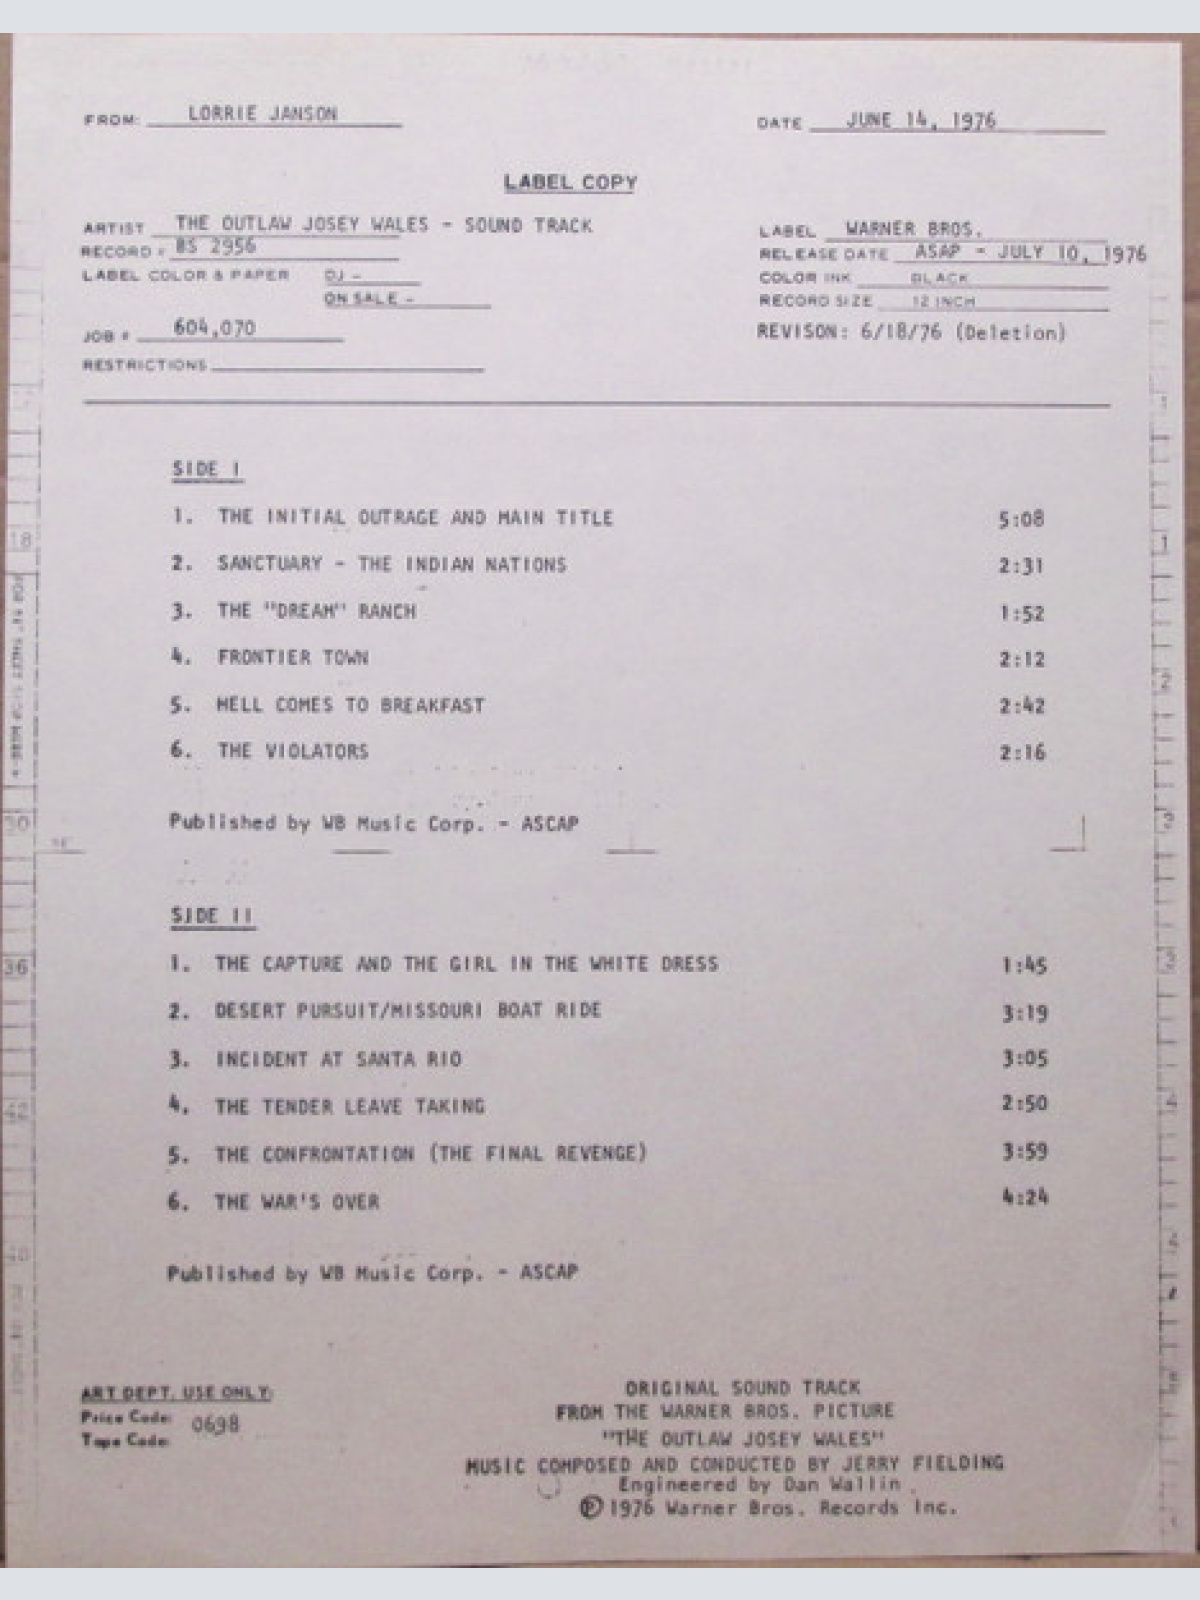 FROM: LORRIE JANSON
DATE JUNE 14, 1976
LABEL COPY
ARTIST THE OUTLAW JOSEY WALES - SOUND TRACK
LABEL WARNER BROS.
RECORD # BS 2956
RELEASE DATE ASAP - JULY 10, 1976
LABEL COLOR & PAPER DJ -
COLOR INK BLACK
ON SALE -
RECORD SIZE 12 INCH
JOB # 604,070
REVISON: 6/18/76 (Deletion)
RESTRICTIONS
SIDE I
1. THE INITIAL OUTRAGE AND MAIN TITLE 5:08
2. SANCTUARY - THE INDIAN NATIONS 2:31
3. THE "DREAM" RANCH 1:52
4. FRONTIER TOWN 2:12
5. HELL COMES TO BREAKFAST 2:42
6. THE VIOLATORS 2:16
Published by WB Music Corp. - ASCAP
SIDE II
1. THE CAPTURE AND THE GIRL IN THE WHITE DRESS 1:45
2. DESERT PURSUIT/MISSOURI BOAT RIDE 3:19
3. INCIDENT AT SANTA RIO 3:05
4. THE TENDER LEAVE TAKING 2:50
5. THE CONFRONTATION (THE FINAL REVENGE) 3:59
6. THE WAR'S OVER 4:24
Published by WB Music Corp. - ASCAP
ART DEPT. USE ONLY:
Price Code: 0698
Tape Code:
ORIGINAL SOUND TRACK
FROM THE WARNER BROS. PICTURE
"THE OUTLAW JOSEY WALES"
MUSIC COMPOSED AND CONDUCTED BY JERRY FIELDING
Engineered by Dan Wallin
℗ 1976 Warner Bros. Records Inc.
18
30
36
42
48